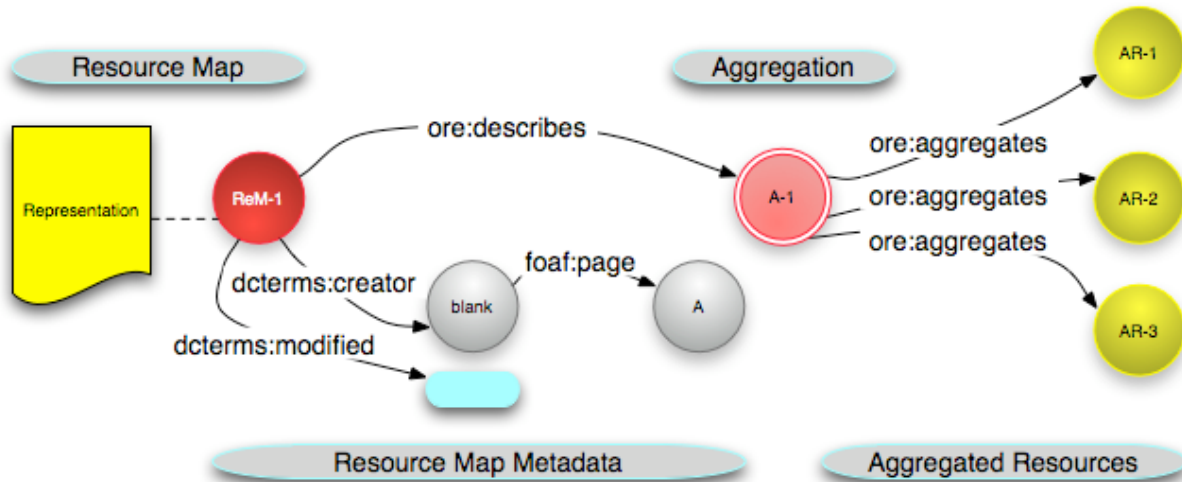 Resource Map
Aggregation
AR-1
ore:describes
ore:aggregates
Representation
ReM-1
A-1
ore:aggregates
AR-2
ore:aggregates
foaf:page
dcterms:creator
blank
A
AR-3
dcterms:modified
Resource Map Metadata
Aggregated Resources